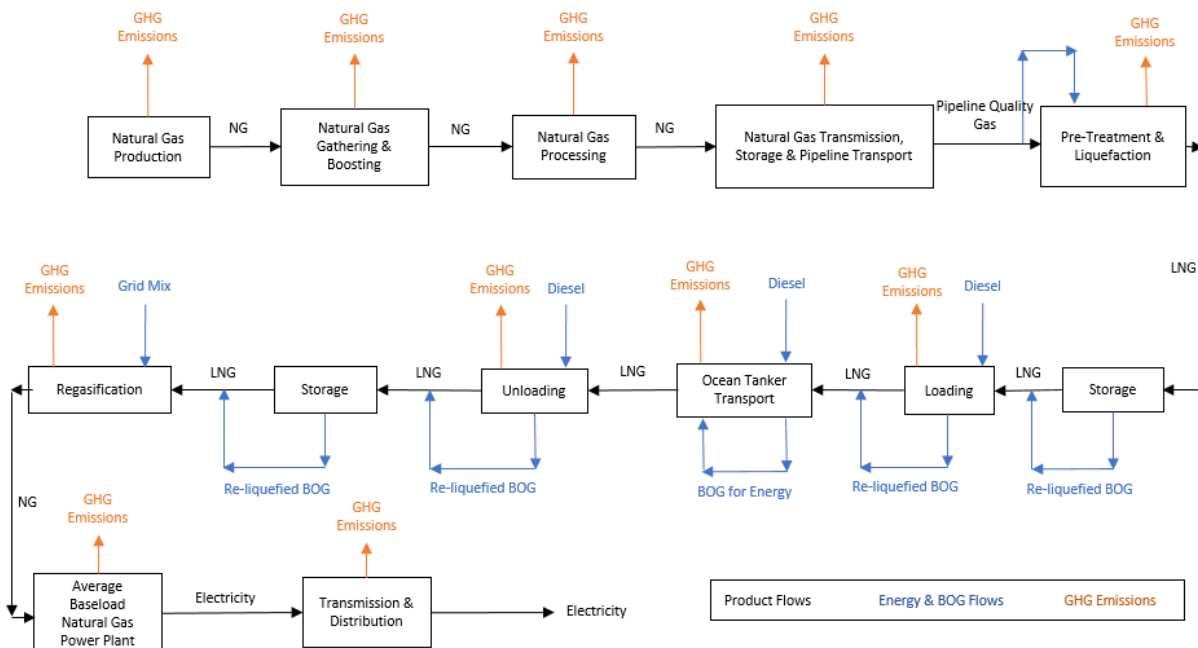 GHG
Emissions
GHG
Emissions
GHG
Emissions
GHG
Emissions
GHG
Emissions
Natural Gas
Production
NG
Natural Gas
Gathering &
Boosting
NG
Natural Gas
Processing
NG
Natural Gas Transmission,
Storage & Pipeline Transport
Pipeline Quality
Gas
Pre-Treatment &
Liquefaction
LNG
GHG
Emissions
Grid Mix
GHG
Emissions
Diesel
GHG
Emissions
Diesel
GHG
Emissions
Diesel
Regasification
LNG
Storage
LNG
Unloading
LNG
Ocean Tanker
Transport
LNG
Loading
LNG
Storage
Re-liquefied BOG
Re-liquefied BOG
BOG for Energy
Re-liquefied BOG
Re-liquefied BOG
NG
GHG
Emissions
GHG
Emissions
Average
Baseload
Natural Gas
Power Plant
Electricity
Transmission &
Distribution
Electricity
Product Flows
Energy & BOG Flows
GHG Emissions